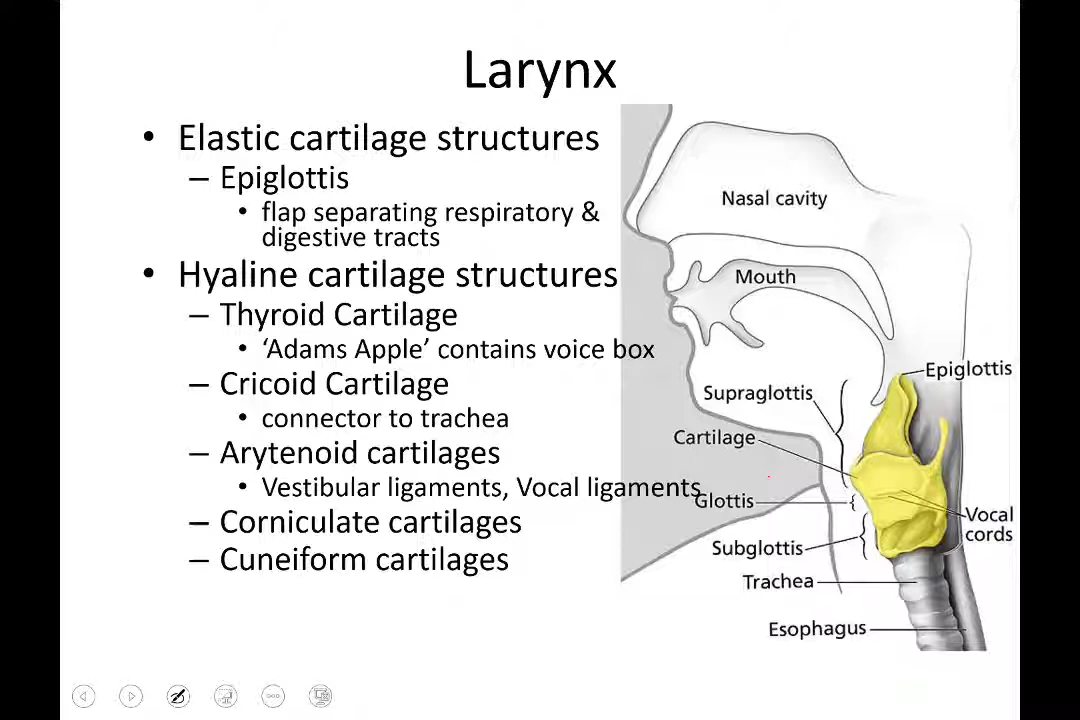 Larynx
• Elastic cartilage structures
– Epiglottis
• flap separating respiratory &
digestive tracts
• Hyaline cartilage structures
– Thyroid Cartilage
• ‘Adams Apple’ contains voice box
– Cricoid Cartilage
• connector to trachea
– Arytenoid cartilages
• Vestibular ligaments, Vocal ligaments
– Corniculate cartilages
– Cuneiform cartilages
Nasal cavity
Mouth
Epiglottis
Supraglottis
Cartilage
Glottis
Vocal
cords
Subglottis
Trachea
Esophagus